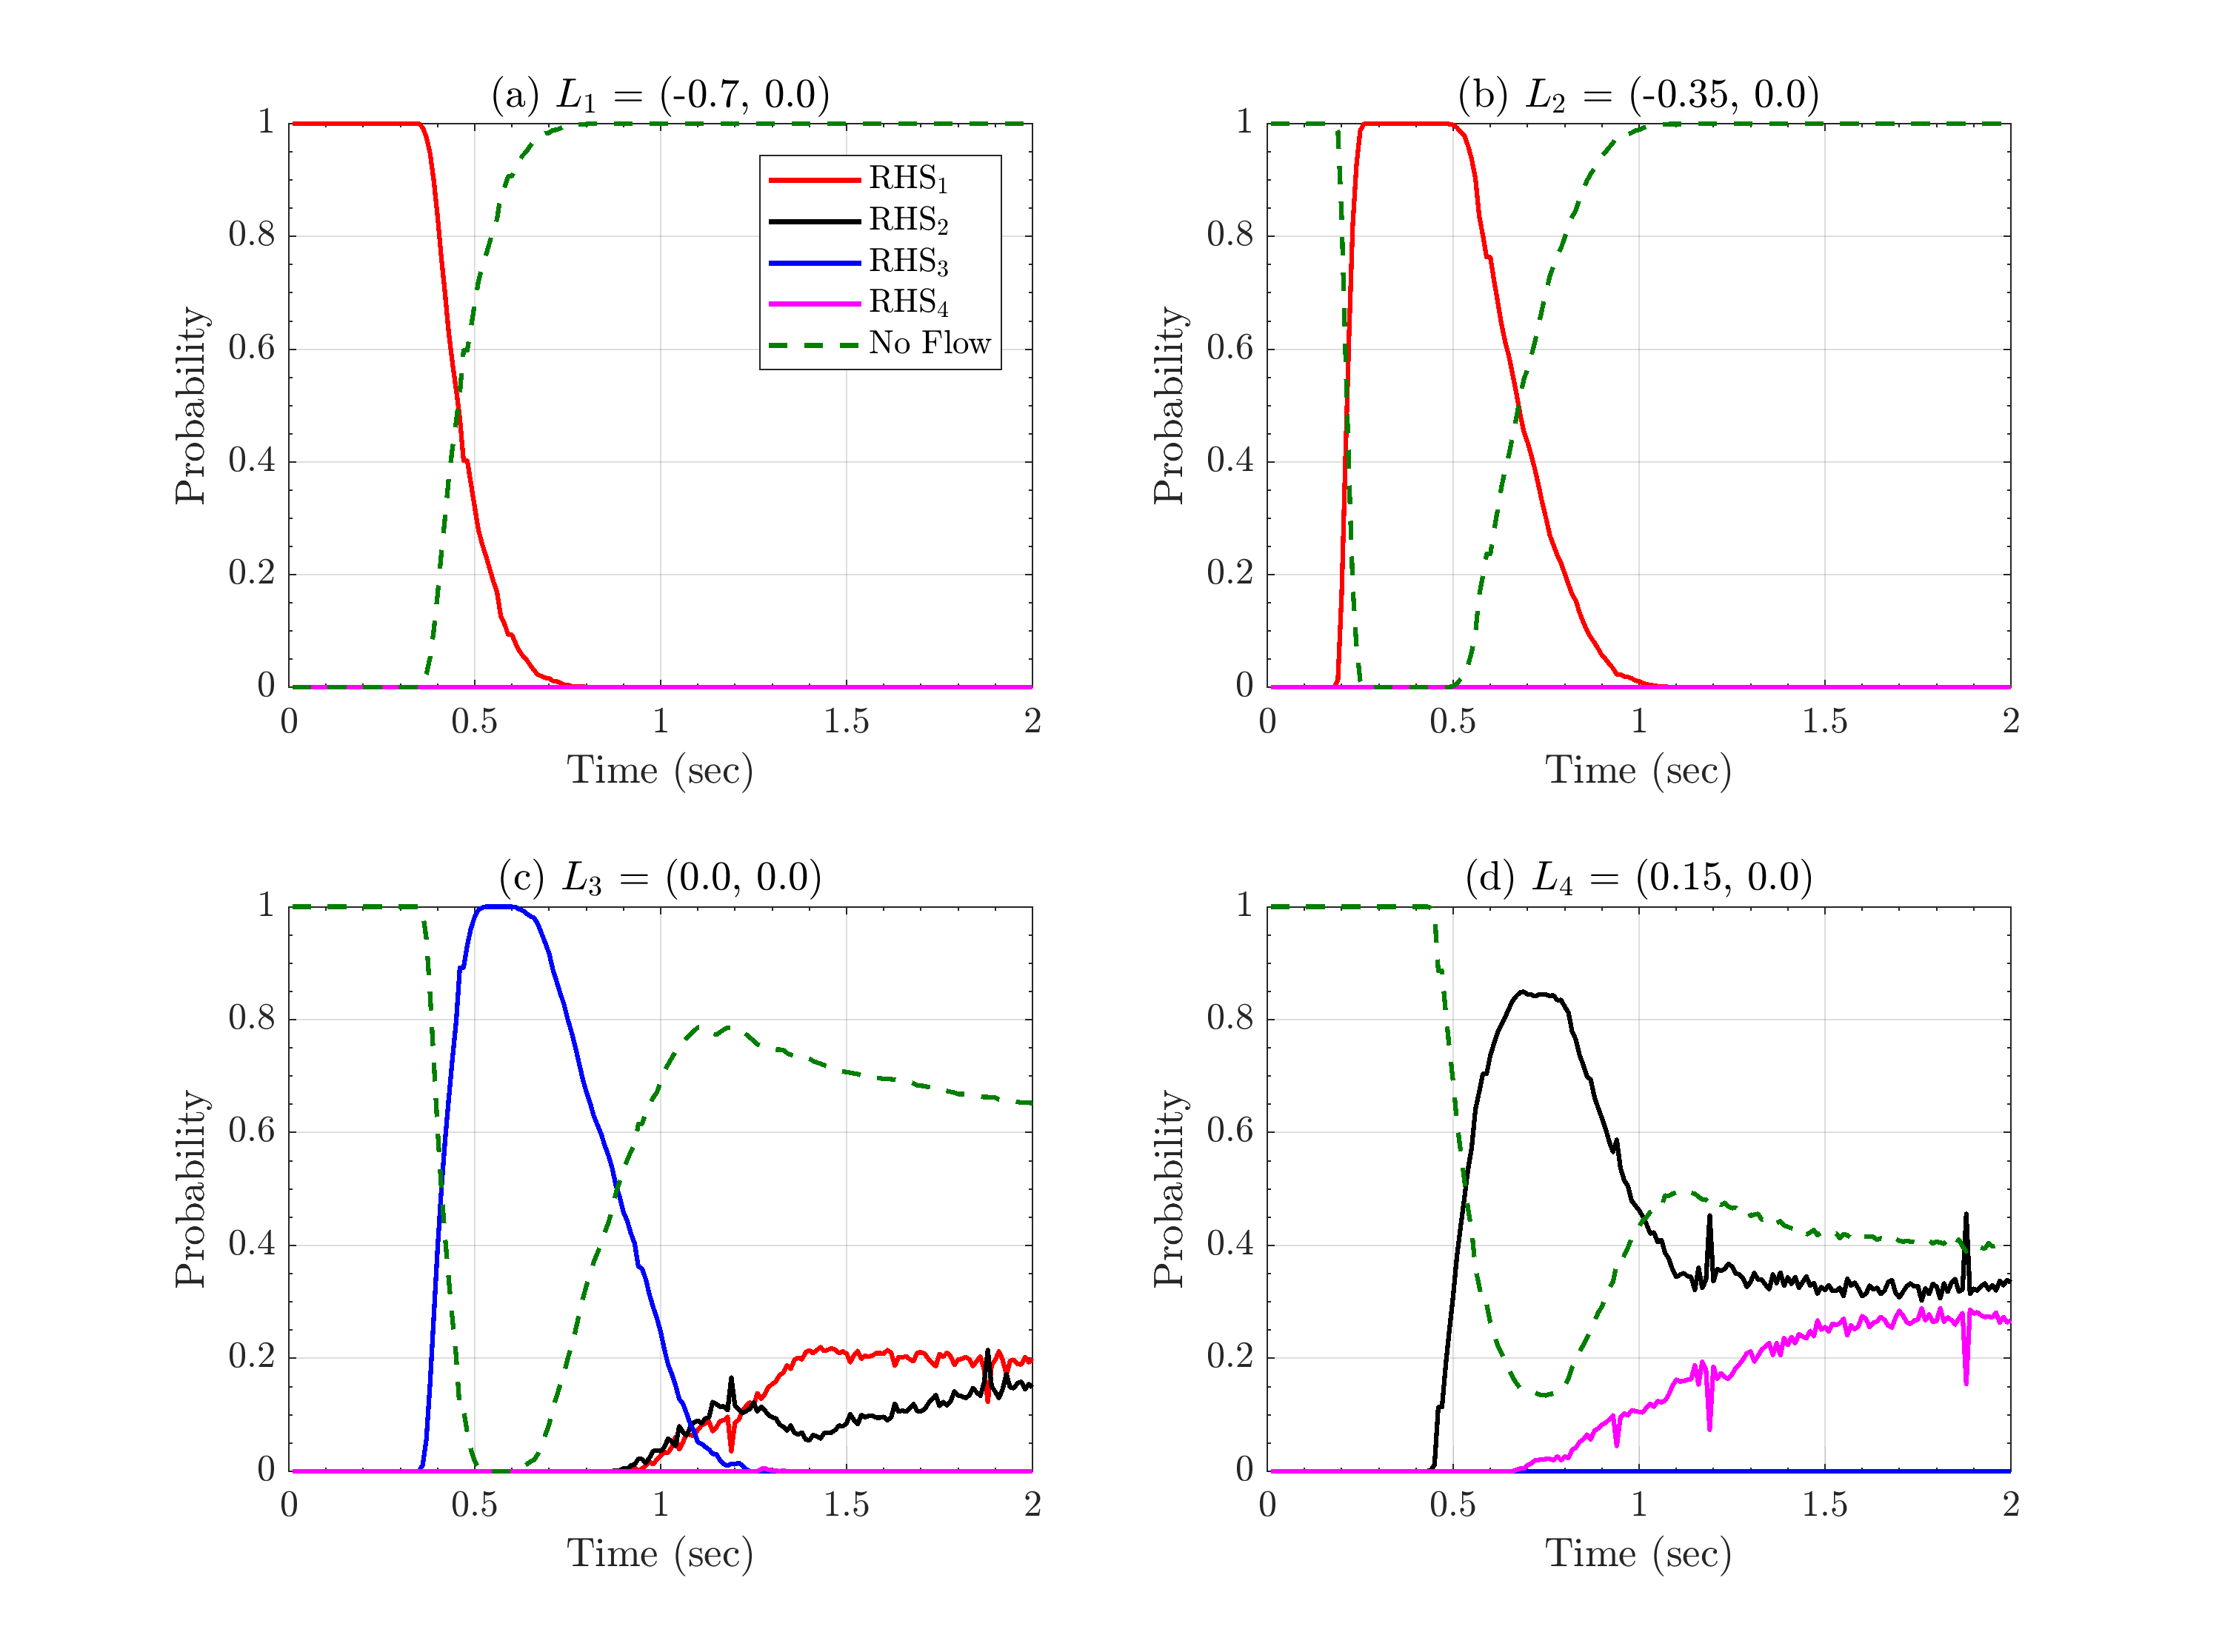 (a) L₁ = (-0.7, 0.0)
1
0.8
0.6
0.4
0.2
0
Probability
0 0.5 1 1.5 2
Time (sec)
RHS₁
RHS₂
RHS₃
RHS₄
No Flow
(b) L₂ = (-0.35, 0.0)
1
0.8
0.6
0.4
0.2
0
Probability
0 0.5 1 1.5 2
Time (sec)
(c) L₃ = (0.0, 0.0)
1
0.8
0.6
0.4
0.2
0
Probability
0 0.5 1 1.5 2
Time (sec)
(d) L₄ = (0.15, 0.0)
1
0.8
0.6
0.4
0.2
0
Probability
0 0.5 1 1.5 2
Time (sec)